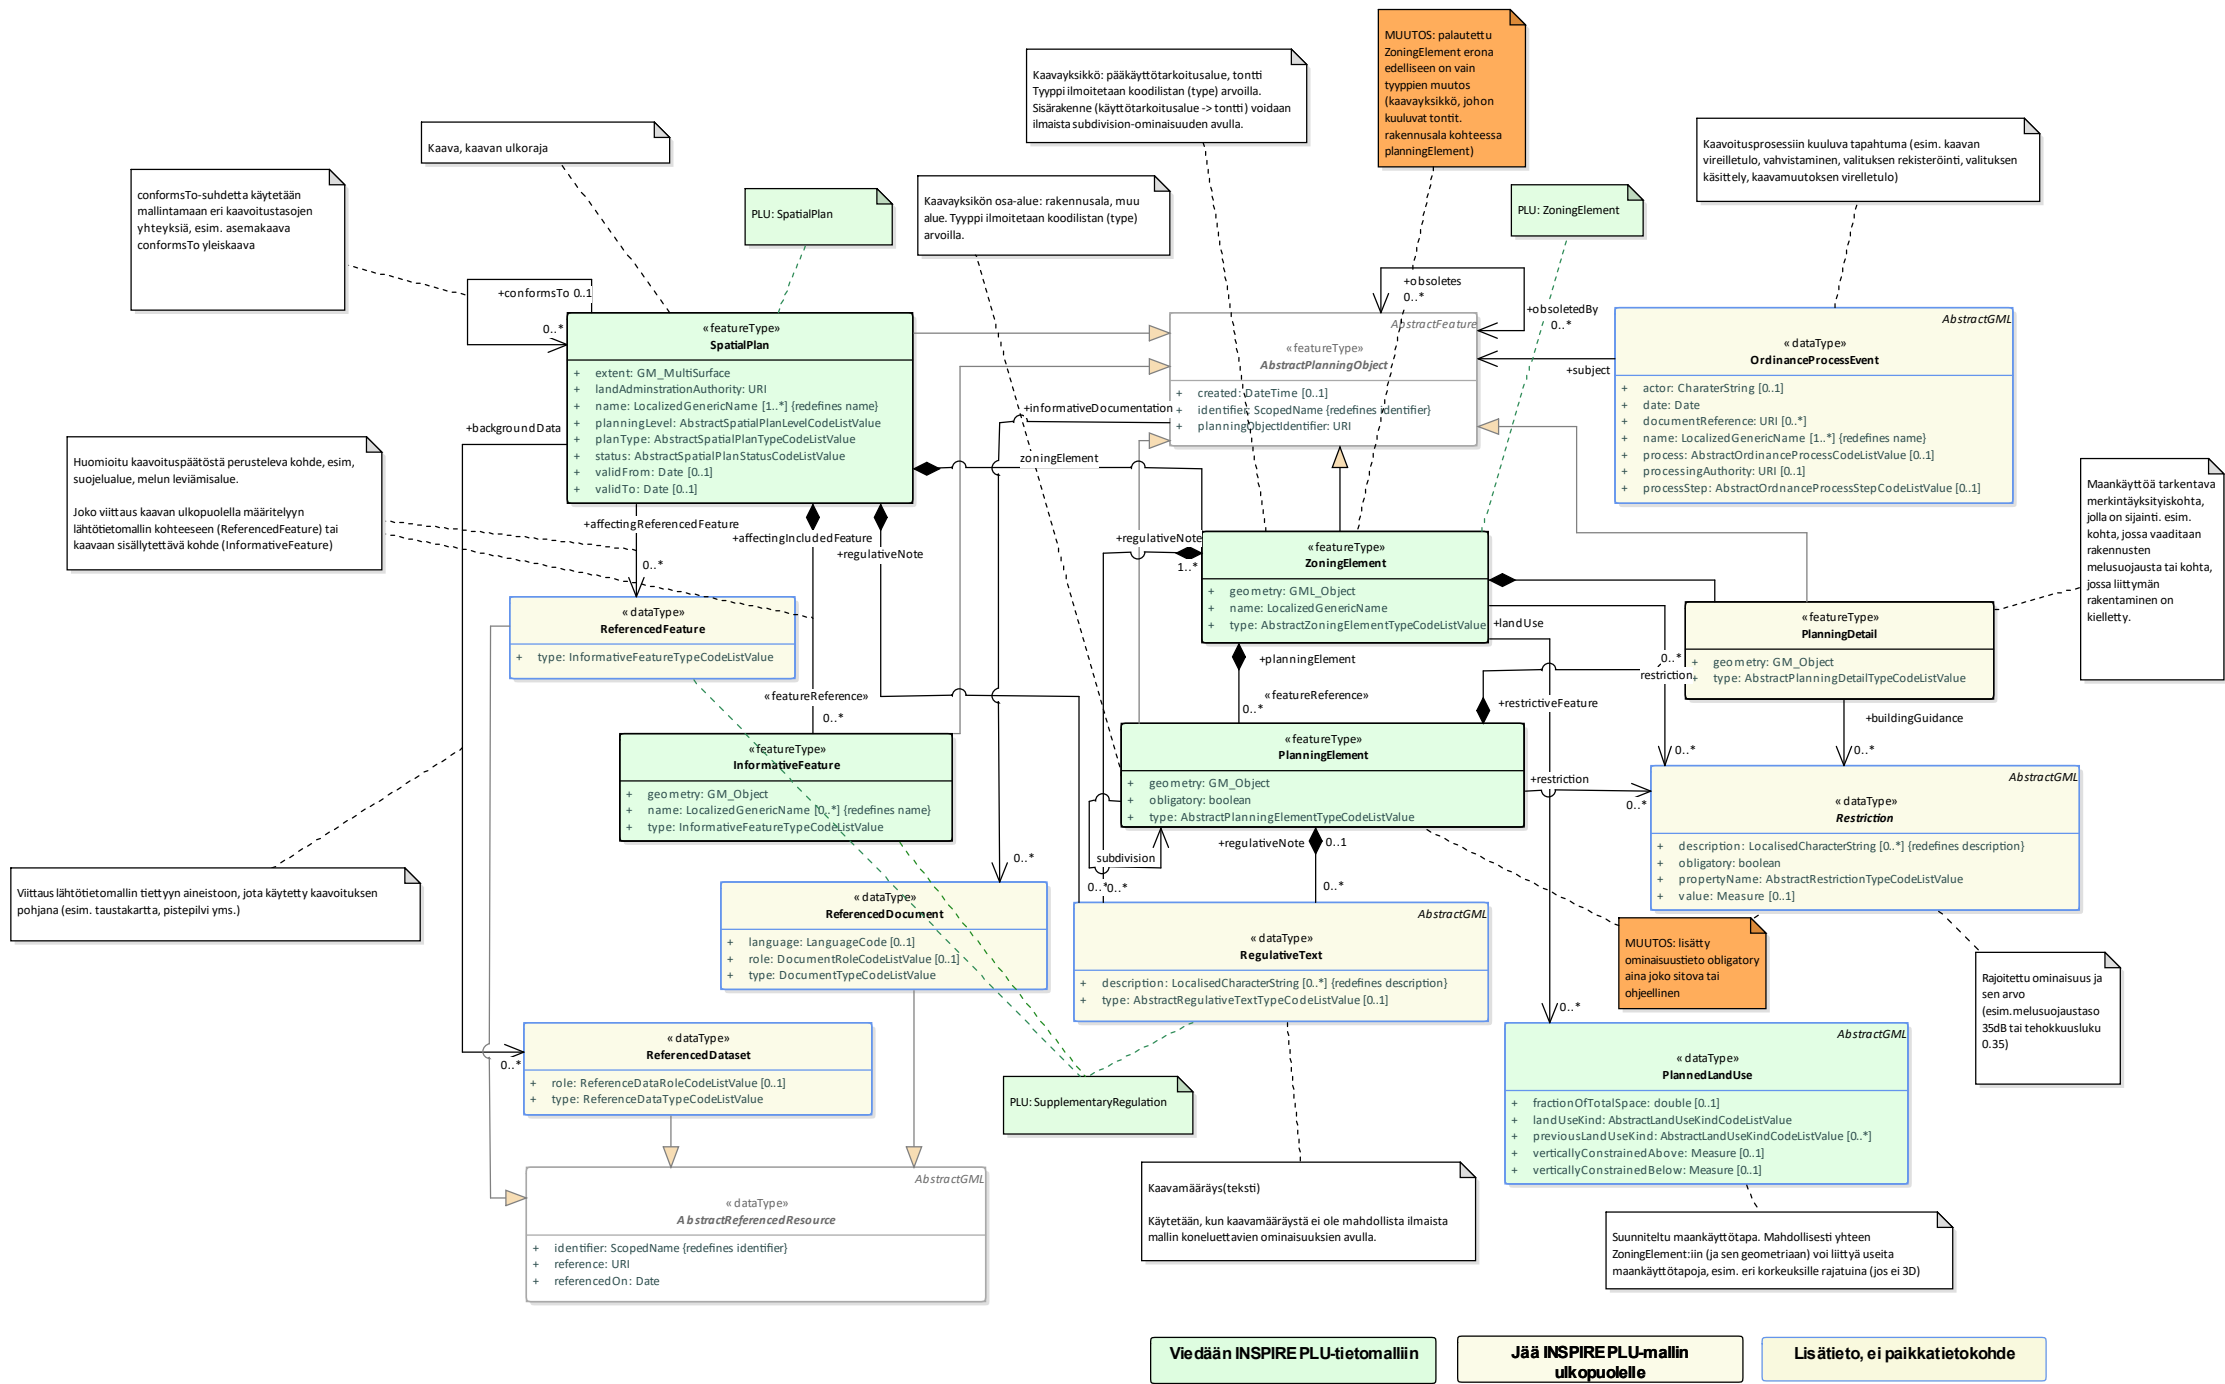 MUUTOS: palautettu
ZoningElement erona
edelliseen on vain
tyyppien muutos
(kaavayksikkö, johon
kuuluvat tontit.
rakennusala kohteessa
planningElement)
Kaavayksikkö: pääkäyttötarkoitusalue, tontti
Tyyppi ilmoitetaan koodilistan (type) arvoilla.
Sisärakenne (käyttötarkoitusalue -> tontti) voidaan
ilmaista subdivision-ominaisuuden avulla.
Kaava, kaavan ulkoraja
Kaavoitusprosessiin kuuluva tapahtuma (esim. kaavan
vireilletulo, vahvistaminen, valituksen rekisteröinti, valituksen
käsittely, kaavamuutoksen virelletulo)
conformsTo-suhdetta käytetään
mallintamaan eri kaavoitustasojen
yhteyksiä, esim. asemakaava
conformsTo yleiskaava
PLU: SpatialPlan
Kaavayksikön osa-alue: rakennusala, muu
alue. Tyyppi ilmoitetaan koodilistan (type)
arvoilla.
PLU: ZoningElement
+conformsTo 0..1
0..*
+obsoletes
0..*
+obsoletedBy
0..*
«featureType»
SpatialPlan
+ extent: GM_MultiSurface
+ landAdminstrationAuthority: URI
+ name: LocalizedGenericName [1..*] {redefines name}
+ planningLevel: AbstractSpatialPlanLevelCodeListValue
+ planType: AbstractSpatialPlanTypeCodeListValue
+ status: AbstractSpatialPlanStatusCodeListValue
+ validFrom: Date [0..1]
+ validTo: Date [0..1]
AbstractFeature
«featureType»
AbstractPlanningObject
+ created: DateTime [0..1]
+ identifier: ScopedName {redefines identifier}
+ planningObjectIdentifier: URI
+subject
AbstractGML
«dataType»
OrdinanceProcessEvent
+ actor: CharaterString [0..1]
+ date: Date
+ documentReference: URI [0..*]
+ name: LocalizedGenericName [1..*] {redefines name}
+ process: AbstractOrdinanceProcessCodeListValue [0..1]
+ processingAuthority: URI [0..1]
+ processStep: AbstractOrdnanceProcessStepCodeListValue [0..1]
+informativeDocumentation
+backgroundData
zoningElement
Huomioitu kaavoituspäätöstä perusteleva kohde, esim,
suojelualue, melun leviämisalue.
Joko viittaus kaavan ulkopuolella määritelyyn
lähtötietomallin kohteeseen (ReferencedFeature) tai
kaavaan sisällytettävä kohde (InformativeFeature)
Maankäyttöä tarkentava
merkintäyksityiskohta,
jolla on sijainti. esim.
kohta, jossa vaaditaan
rakennusten
melusuojausta tai kohta,
jossa liittymän
rakentaminen on
kielletty.
+affectingReferencedFeature
0..*
+affectingIncludedFeature
+regulativeNote
+regulativeNote
1..*
«featureType»
ZoningElement
+ geometry: GML_Object
+ name: LocalizedGenericName
+ type: AbstractZoningElementTypeCodeListValue
«dataType»
ReferencedFeature
+ type: InformativeFeatureTypeCodeListValue
+landUse
«featureType»
PlanningDetail
+ geometry: GM_Object
+ type: AbstractPlanningDetailTypeCodeListValue
0..*
restriction
+planningElement
«featureReference»
0..*
«featureReference»
0..*
+restrictiveFeature
+buildingGuidance
0..*
0..*
«featureType»
InformativeFeature
+ geometry: GM_Object
+ name: LocalizedGenericName [0..*] {redefines name}
+ type: InformativeFeatureTypeCodeListValue
«featureType»
PlanningElement
+ geometry: GM_Object
+ obligatory: boolean
+ type: AbstractPlanningElementTypeCodeListValue
+restriction
0..*
AbstractGML
«dataType»
Restriction
+ description: LocalisedCharacterString [0..*] {redefines description}
+ obligatory: boolean
+ propertyName: AbstractRestrictionTypeCodeListValue
+ value: Measure [0..1]
+regulativeNote
0..1
0..*
subdivision
0..*
0..*
0..*
Viittaus lähtötietomallin tiettyyn aineistoon, jota käytetty kaavoituksen
pohjana (esim. taustakartta, pistepilvi yms.)
«dataType»
ReferencedDocument
+ language: LanguageCode [0..1]
+ role: DocumentRoleCodeListValue [0..1]
+ type: DocumentTypeCodeListValue
AbstractGML
«dataType»
RegulativeText
+ description: LocalisedCharacterString [0..*] {redefines description}
+ type: AbstractRegulativeTextTypeCodeListValue [0..1]
MUUTOS: lisätty
ominaisuustieto obligatory
aina joko sitova tai
ohjeellinen
Rajoitettu ominaisuus ja
sen arvo
(esim.melusuojaustaso
35dB tai tehokkuusluku
0.35)
0..*
0..*
«dataType»
ReferencedDataset
+ role: ReferenceDataRoleCodeListValue [0..1]
+ type: ReferenceDataTypeCodeListValue
PLU: SupplementaryRegulation
AbstractGML
«dataType»
PlannedLandUse
+ fractionOfTotalSpace: double [0..1]
+ landUseKind: AbstractLandUseKindCodeListValue
+ previousLandUseKind: AbstractLandUseKindCodeListValue [0..*]
+ verticallyConstrainedAbove: Measure [0..1]
+ verticallyConstrainedBelow: Measure [0..1]
AbstractGML
«dataType»
AbstractReferencedResource
+ identifier: ScopedName {redefines identifier}
+ reference: URI
+ referencedOn: Date
Kaavamääräys(teksti)
Käytetään, kun kaavamääräystä ei ole mahdollista ilmaista
mallin koneluettavien ominaisuuksien avulla.
Suunniteltu maankäyttötapa. Mahdollisesti yhteen
ZoningElement:iin (ja sen geometriaan) voi liittyä useita
maankäyttötapoja, esim. eri korkeuksille rajatuina (jos ei 3D)
Viedään INSPIRE PLU-tietomalliin
Jää INSPIRE PLU-mallin
ulkopuolelle
Lisätieto, ei paikkatietokohde